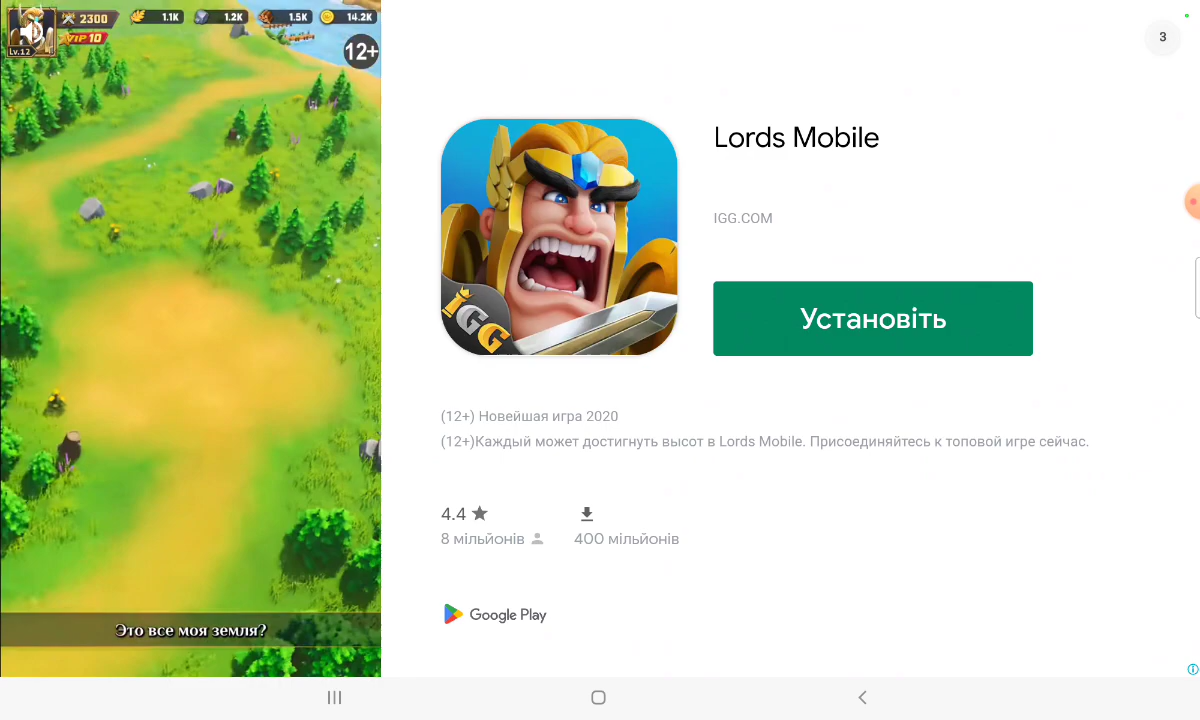 2300
1.1K
1.2K
1.5K
14.2K
VIP 10
Lv.12
12+
3
Lords Mobile
IGG.COM
IGG
Установіть
(12+) Новейшая игра 2020
(12+)Каждый может достигнуть высот в Lords Mobile. Присоединяйтесь к топовой игре сейчас.
4.4
8 мільйонів
400 мільйонів
Google Play
Это все моя земля?